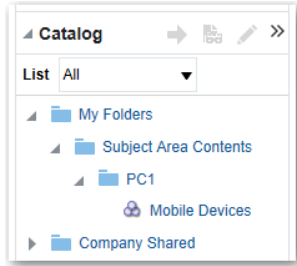 Catalog
List All
My Folders
Subject Area Contents
PC1
Mobile Devices
Company Shared